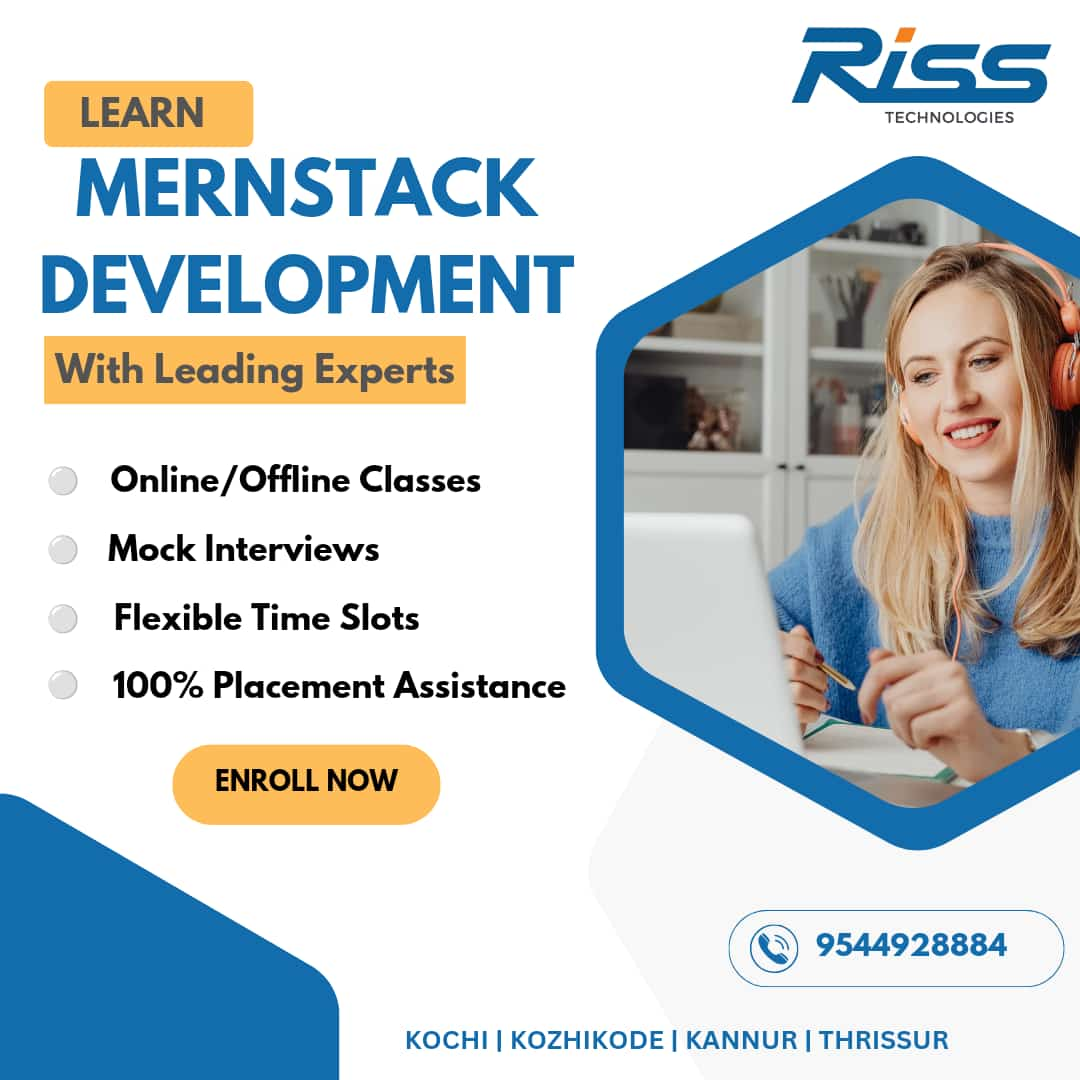 Riss
TECHNOLOGIES
LEARN
MERNSTACK
DEVELOPMENT
With Leading Experts
Online/Offline Classes
Mock Interviews
Flexible Time Slots
100% Placement Assistance
ENROLL NOW
9544928884
KOCHI | KOZHIKODE | KANNUR | THRISSUR